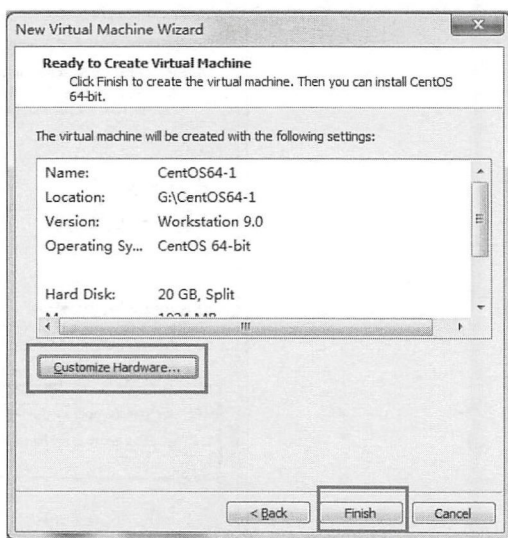 New Virtual Machine Wizard
Ready to Create Virtual Machine
Click Finish to create the virtual machine. Then you can install CentOS
64-bit.
The virtual machine will be created with the following settings:
Name: CentOS64-1
Location: G:\CentOS64-1
Version: Workstation 9.0
Operating Sy... CentOS 64-bit
Hard Disk: 20 GB, Split
1024 MB
Customize Hardware...
< Back Finish Cancel